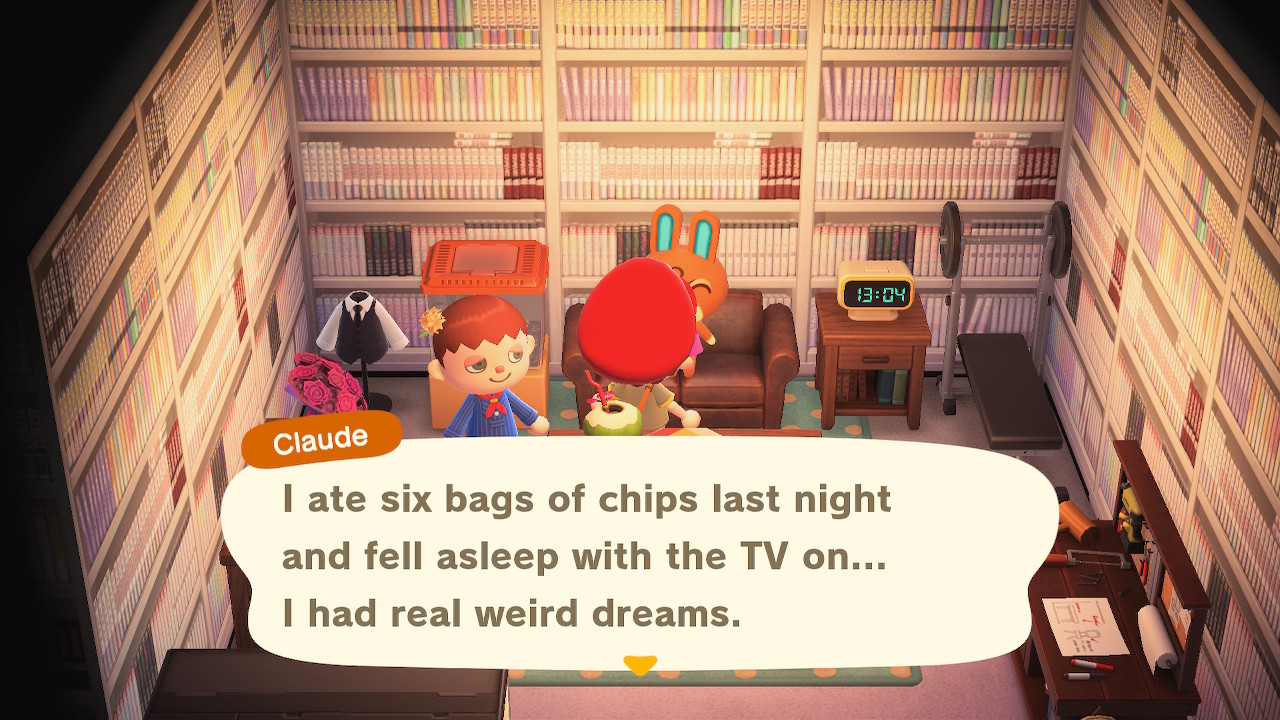 13:04
Claude
I ate six bags of chips last night
and fell asleep with the TV on...
I had real weird dreams.